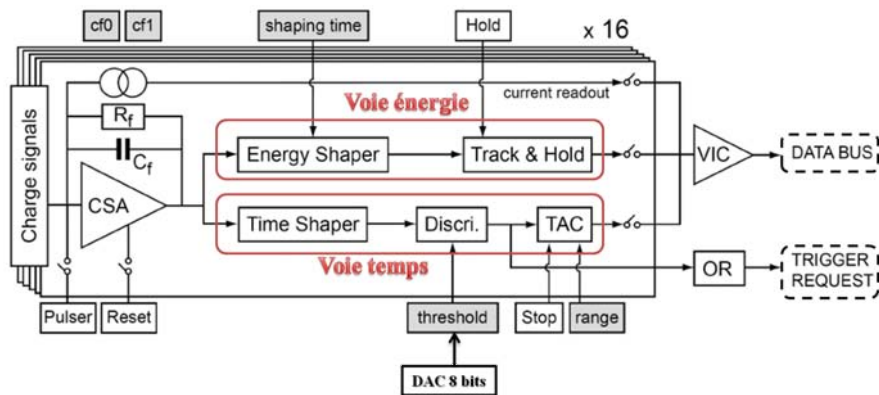 cf0 cf1 shaping time Hold x 16
current readout
Voie énergie
Charge signals
Rf
Cf
Energy Shaper Track & Hold
VIC DATA BUS
CSA
Time Shaper Discri. TAC
Voie temps
OR TRIGGER
REQUEST
Pulser Reset threshold Stop range
DAC 8 bits